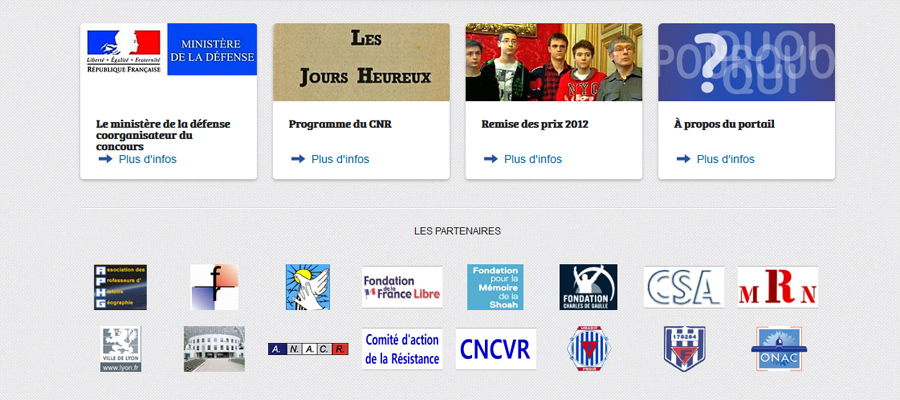 Liberté • Égalité • Fraternité
RÉPUBLIQUE FRANÇAISE
MINISTÈRE
DE LA DÉFENSE
LES
JOURS HEUREUX
POURQUOI
QUOI
QUI
?
Le ministère de la défense
coorganisateur du
concours
Plus d'infos
Programme du CNR
Plus d'infos
Remise des prix 2012
Plus d'infos
À propos du portail
Plus d'infos
LES PARTENAIRES
Association des
Professeurs d'
Histoire
Géographie
f
f
Fondation
de la France Libre
Fondation
pour la
Mémoire
de la
Shoah
FONDATION
CHARLES DE GAULLE
CSA
MRN
VILLE DE LYON
www.lyon.fr
A. N. A. C. R.
Comité d'action
de la Résistance
CNCVR
UNADIF
FNDIR
178284
F
ONAC